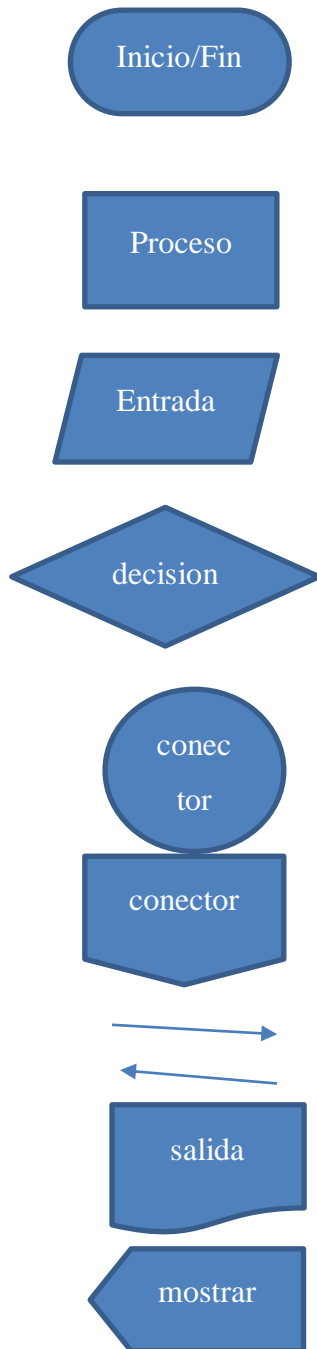 Inicio/Fin
Proceso
Entrada
decision
conec
tor
conector
salida
mostrar